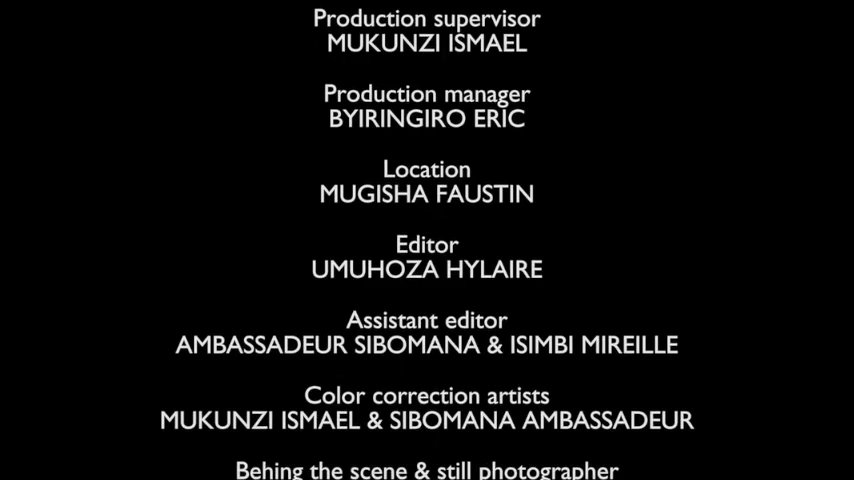 Production supervisor
MUKUNZI ISMAEL
Production manager
BYIRINGIRO ERIC
Location
MUGISHA FAUSTIN
Editor
UMUHOZA HYLAIRE
Assistant editor
AMBASSADEUR SIBOMANA & ISIMBI MIREILLE
Color correction artists
MUKUNZI ISMAEL & SIBOMANA AMBASSADEUR
Behing the scene & still photographer